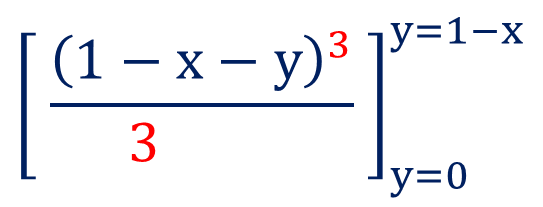 [ (1 − x − y)³ / 3 ] y=1−x
y=0